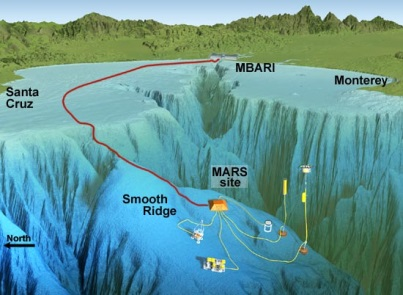 MBARI
Santa
Cruz
Monterey
MARS
site
Smooth
Ridge
North